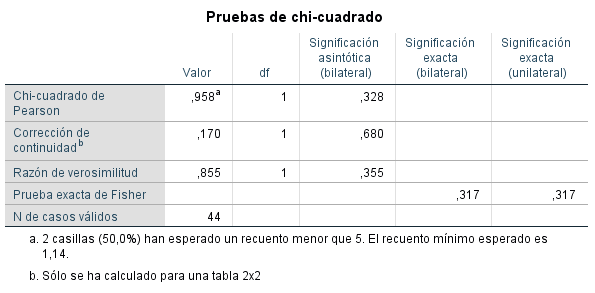 Pruebas de chi-cuadrado
Valor df Significación asintótica (bilateral) Significación exacta (bilateral) Significación exacta (unilateral)
Chi-cuadrado de Pearson ,958a 1 ,328
Corrección de continuidadb ,170 1 ,680
Razón de verosimilitud ,855 1 ,355
Prueba exacta de Fisher ,317 ,317
N de casos válidos 44
a. 2 casillas (50,0%) han esperado un recuento menor que 5. El recuento mínimo esperado es
1,14.
b. Sólo se ha calculado para una tabla 2x2